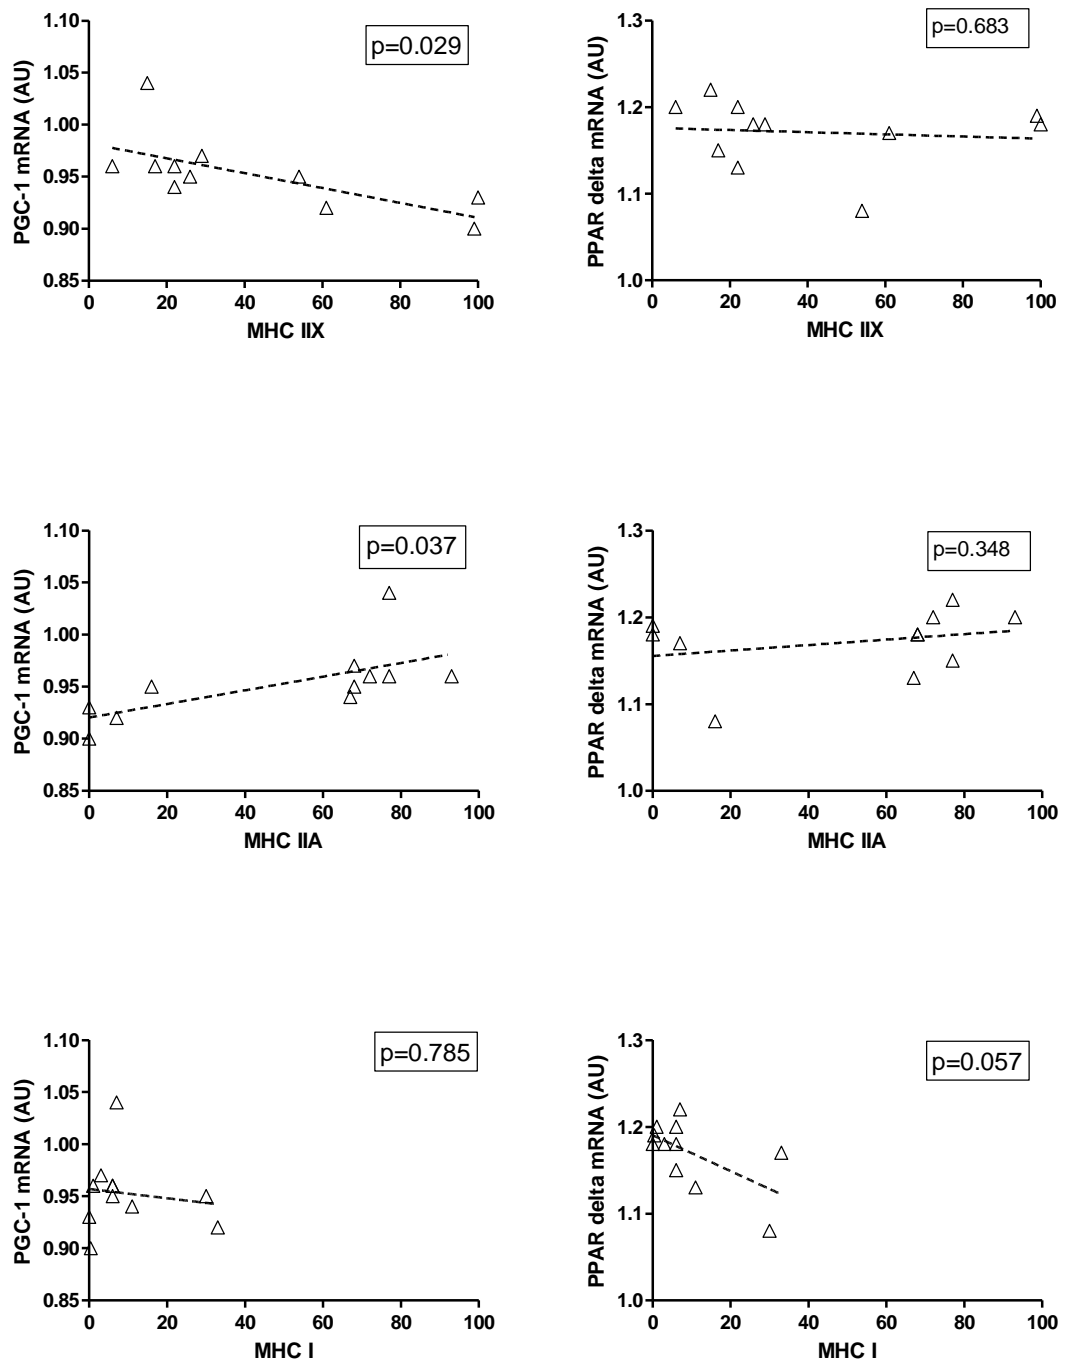 p=0.029
PGC-1 mRNA (AU)
1.10
1.05
1.00
0.95
0.90
0.85
0 20 40 60 80 100
MHC IIX
p=0.683
PPAR delta mRNA (AU)
1.3
1.2
1.1
1.0
0 20 40 60 80 100
MHC IIX
p=0.037
PGC-1 mRNA (AU)
1.10
1.05
1.00
0.95
0.90
0.85
0 20 40 60 80 100
MHC IIA
p=0.348
PPAR delta mRNA (AU)
1.3
1.2
1.1
1.0
0 20 40 60 80 100
MHC IIA
p=0.785
PGC-1 mRNA (AU)
1.10
1.05
1.00
0.95
0.90
0.85
0 20 40 60 80 100
MHC I
p=0.057
PPAR delta mRNA (AU)
1.3
1.2
1.1
1.0
0 20 40 60 80 100
MHC I